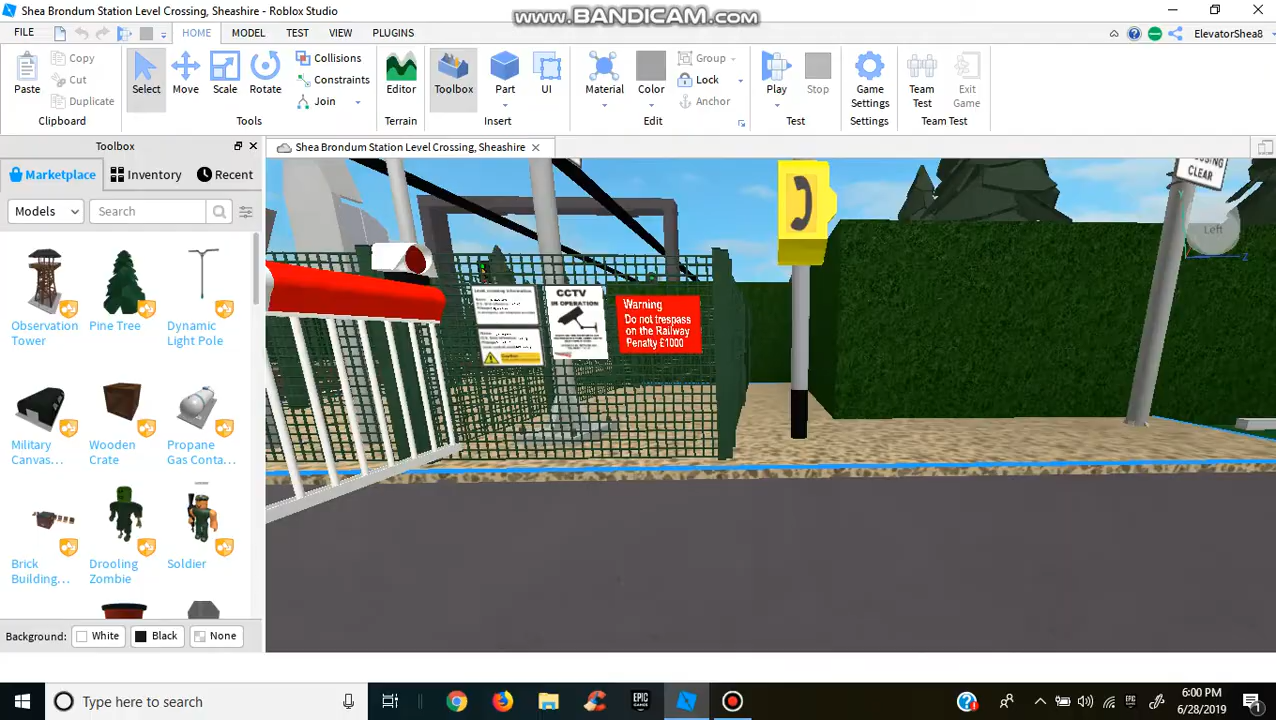 Shea Brondum Station Level Crossing, Sheashire - Roblox Studio
www.BANDICAM.com
FILE
HOME
MODEL
TEST
VIEW
PLUGINS
ElevatorShea8
Paste
Copy
Cut
Duplicate
Clipboard
Select
Move
Scale
Rotate
Collisions
Constraints
Join
Tools
Editor
Terrain
Toolbox
Part
UI
Insert
Material
Color
Group
Lock
Anchor
Edit
Play
Stop
Test
Game
Settings
Settings
Team
Test
Exit
Game
Team Test
Toolbox
Shea Brondum Station Level Crossing, Sheashire
Marketplace
Inventory
Recent
Models
Search
Observation
Tower
Pine Tree
Dynamic
Light Pole
Military
Canvas...
Wooden
Crate
Propane
Gas Conta...
Brick
Building...
Drooling
Zombie
Soldier
Background:
White
Black
None
CCTV
IN OPERATION
Warning
Do not trespass
on the Railway
Penalty £1000
CLEAR
Left
Y
Z
Type here to search
EPIC
GAMES
6:00 PM
6/28/2019
1